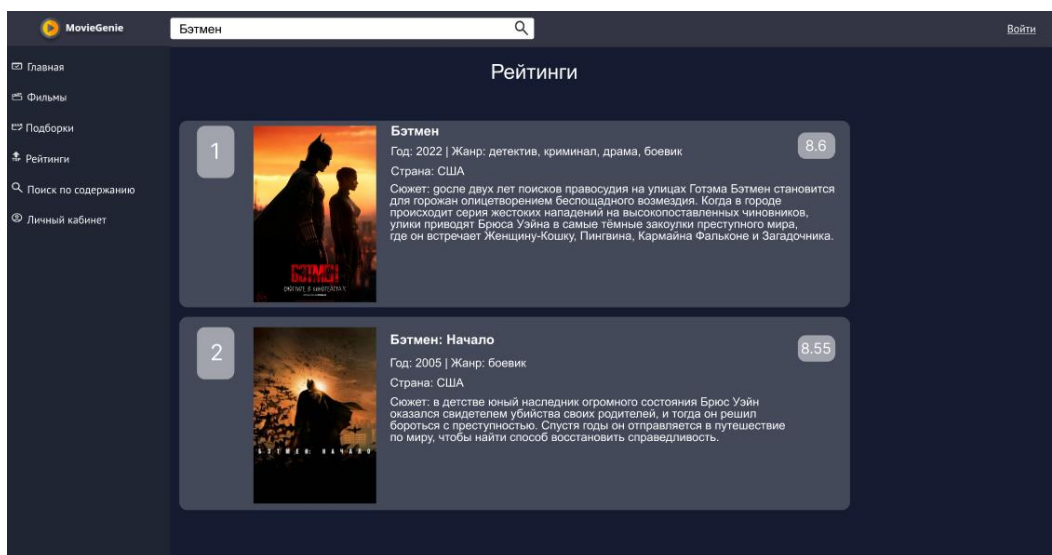 MovieGenie
Бэтмен
Войти
Главная
Фильмы
Подборки
Рейтинги
Поиск по содержанию
Личный кабинет
Рейтинги
1
БЭТМЕН
Бэтмен
8.6
Год: 2022 | Жанр: детектив, криминал, драма, боевик
Страна: США
Сюжет: gосле двух лет поисков правосудия на улицах Готэма Бэтмен становится
для горожан олицетворением беспощадного возмездия. Когда в городе
происходит серия жестоких нападений на высокопоставленных чиновников,
улики приводят Брюса Уэйна в самые тёмные закоулки преступного мира,
где он встречает Женщину-Кошку, Пингвина, Кармайна Фальконе и Загадочника.
2
БЭТМЕН: НАЧАЛО
Бэтмен: Начало
8.55
Год: 2005 | Жанр: боевик
Страна: США
Сюжет: в детстве юный наследник огромного состояния Брюс Уэйн
оказался свидетелем убийства своих родителей, и тогда он решил
бороться с преступностью. Спустя годы он отправляется в путешествие
по миру, чтобы найти способ восстановить справедливость.